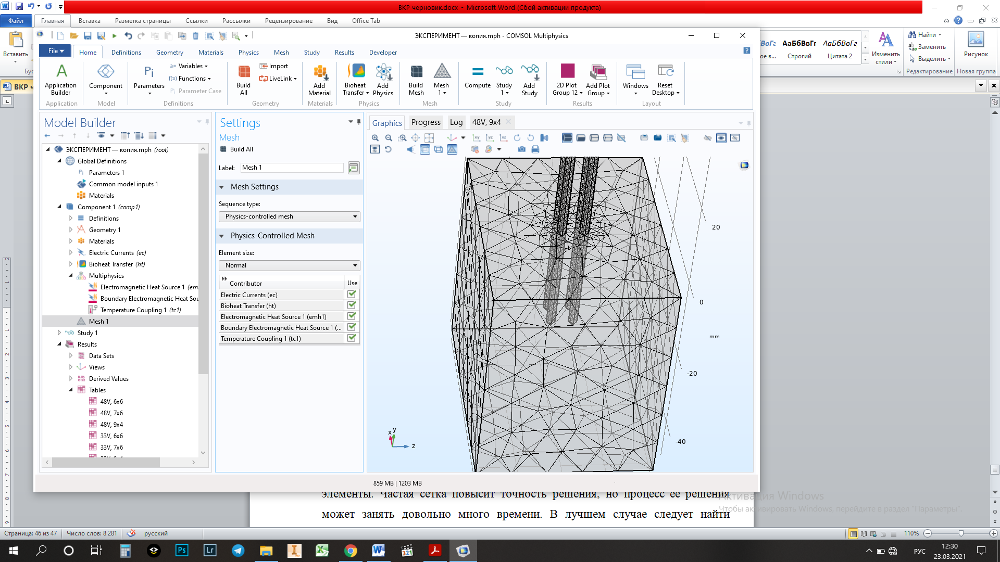 ВКР черновик.docx - Microsoft Word (Сбой активации продукта)
Файл
Главная
Вставка
Разметка страницы
Ссылки
Рассылки
Рецензирование
Вид
Office Tab
Вставить
ЭКСПЕРИМЕНТ — копия.mph - COMSOL Multiphysics
File
Home
Definitions
Geometry
Materials
Physics
Mesh
Study
Results
Developer
Application Builder
Component
Parameters
a= Variables
f(x) Functions
Pi Parameter Case
Build All
Import
LiveLink
Add Material
Bioheat Transfer
Add Physics
Build Mesh
Mesh 1
Compute
Study 1
Add Study
2D Plot Group 12
Add Plot Group
Windows
Reset Desktop
Application
Model
Definitions
Geometry
Materials
Physics
Mesh
Study
Results
Layout
АаБбВвГг
АаБбВвГг
Строгий
Цитата 2
Изменить стили
Найти
Заменить
Выделить
Редактирование
Рисунок
Новая группа
Model Builder
ЭКСПЕРИМЕНТ — копия.mph (root)
Global Definitions
Parameters 1
Common model inputs 1
Materials
Component 1 (comp1)
Definitions
Geometry 1
Materials
Electric Currents (ec)
Bioheat Transfer (ht)
Multiphysics
Electromagnetic Heat Source 1 (em
Boundary Electromagnetic Heat Sou
Temperature Coupling 1 (tc1)
Mesh 1
Study 1
Results
Data Sets
Views
Derived Values
Tables
48V, 6x6
48V, 7x6
48V, 9x4
33V, 6x6
33V, 7x6
Settings
Mesh
Build All
Label:
Mesh 1
Mesh Settings
Sequence type:
Physics-controlled mesh
Physics-Controlled Mesh
Element size:
Normal
Contributor
Use
Electric Currents (ec)
Bioheat Transfer (ht)
Electromagnetic Heat Source 1 (emh1)
Boundary Electromagnetic Heat Source 1 (...
Temperature Coupling 1 (tc1)
Graphics
Progress
Log
48V, 9x4
20
0
mm
-20
-40
x
y
z
859 MB | 1203 MB
элементы. Частая сетка повысит точность решения, но процесс ее решения
может занять довольно много времени. В лучшем случае следует найти
Активация Windows
Чтобы активировать Windows, перейдите в раздел "Параметры".
Страница: 46 из 47
Число слов: 8 281
русский
110%
РУС
12:30
23.03.2021